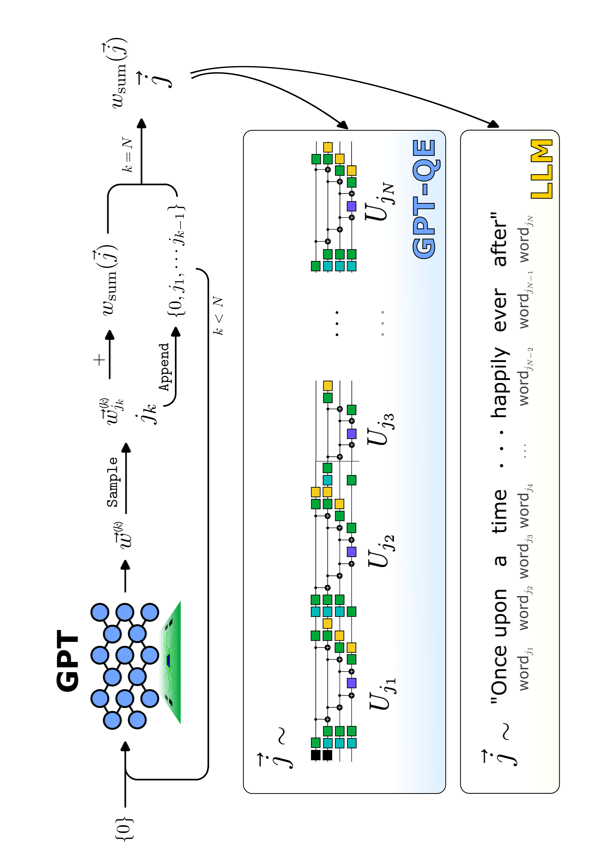 GPT
{0}
w⃗^(k)
Sample
w⃗^(k)_{j_k}
j_k
+
Append
w_sum(j⃗)
{0, j_1, ⋯ j_{k−1}}
k < N
k = N
w_sum(j⃗)
j⃗
j⃗ ~
U_{j_1} U_{j_2} U_{j_3} ... U_{j_N}
...
GPT-QE
j⃗ ~ "Once upon a time ··· happily ever after"
word_{j_1} word_{j_2} word_{j_3} word_{j_4} ... word_{j_{N−2}} word_{j_{N−1}} word_{j_N}
LLM